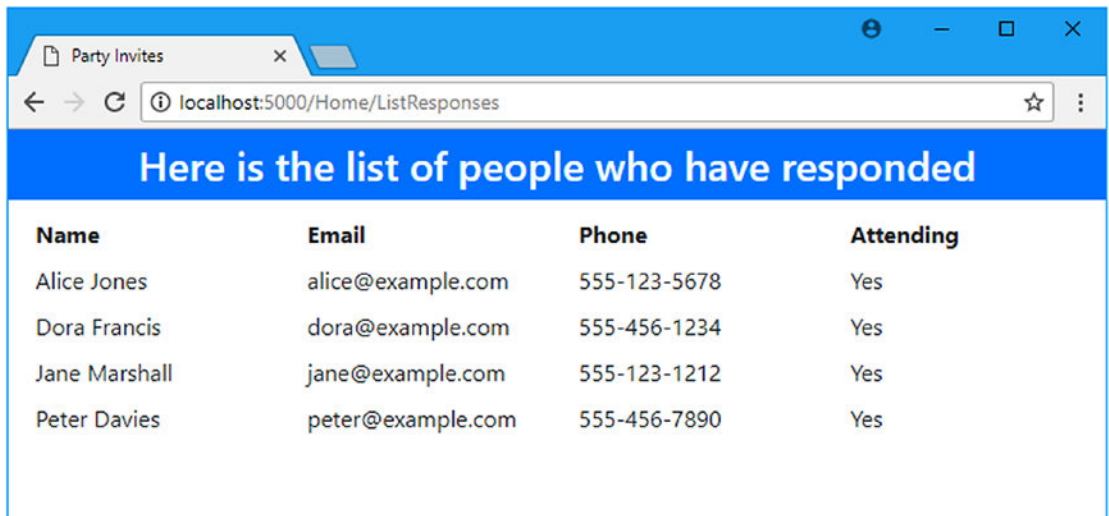 Party Invites
localhost:5000/Home/ListResponses
Here is the list of people who have responded
Name Email Phone Attending
Alice Jones alice@example.com 555-123-5678 Yes
Dora Francis dora@example.com 555-456-1234 Yes
Jane Marshall jane@example.com 555-123-1212 Yes
Peter Davies peter@example.com 555-456-7890 Yes